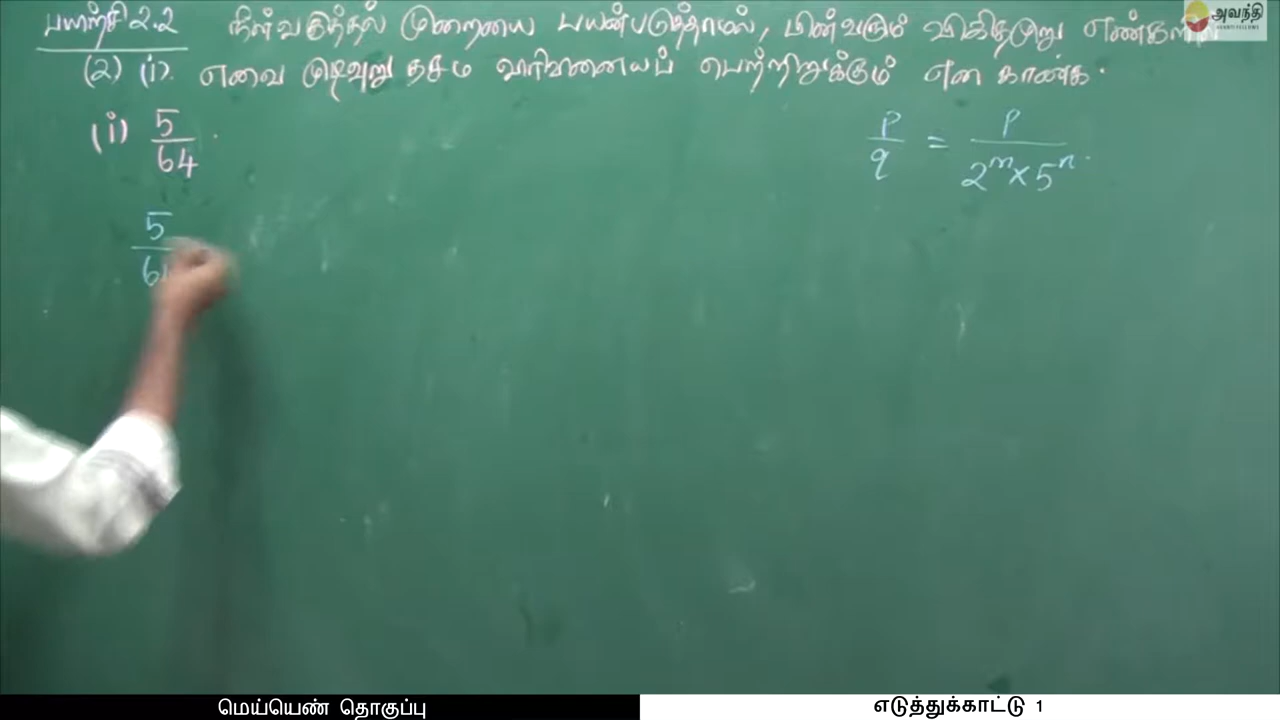 பயிற்சி 2.2 நீள்வகுத்தல் முறையை பயன்படுத்தாமல், பின்வரும் விகிதமுறு எண்களில்
(2) (i). எவை முடிவுறு தசம விரிவினைப் பெற்றிருக்கும் என காண்க.
(i) 5/64.
p/q = p/2^m×5^n.
5/64
அவந்தி
மெய்யெண் தொகுப்பு
எடுத்துக்காட்டு 1